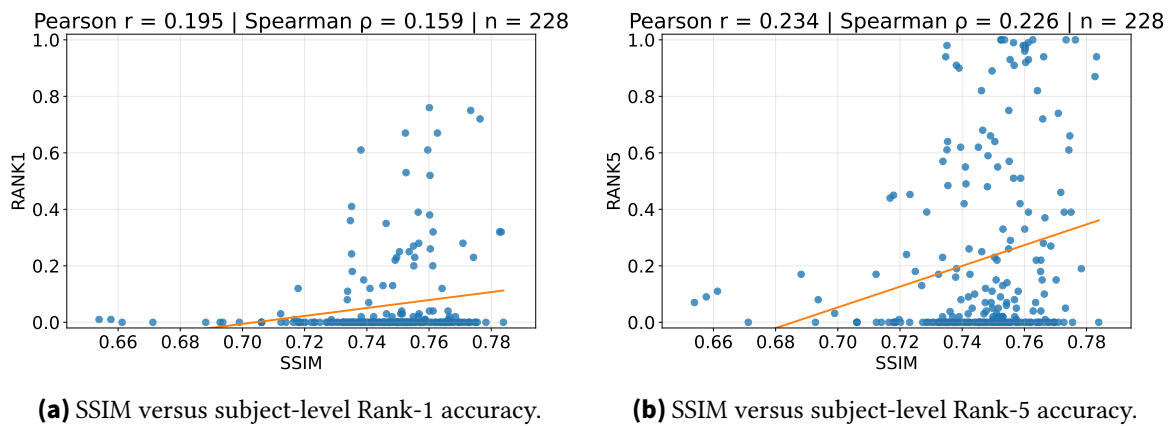 Pearson r = 0.195 | Spearman ρ = 0.159 | n = 228
1.0
0.8
0.6
0.4
0.2
0.0
RANK1
0.66 0.68 0.70 0.72 0.74 0.76 0.78
SSIM
(a) SSIM versus subject-level Rank-1 accuracy.
Pearson r = 0.234 | Spearman ρ = 0.226 | n = 228
1.0
0.8
0.6
0.4
0.2
0.0
RANK5
0.66 0.68 0.70 0.72 0.74 0.76 0.78
SSIM
(b) SSIM versus subject-level Rank-5 accuracy.